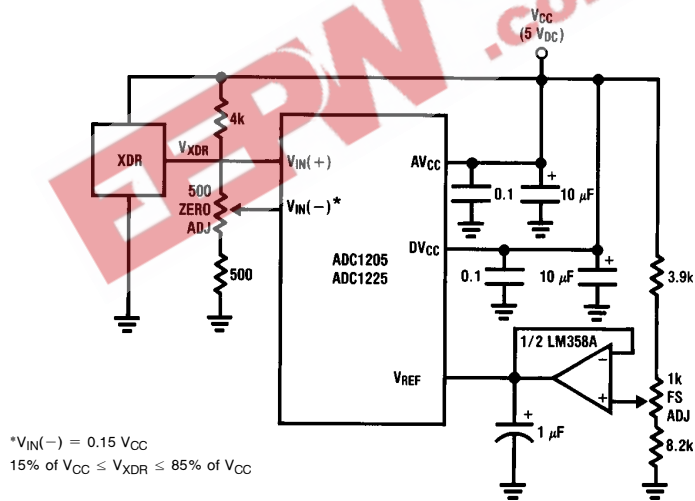 EEPW.com
VCC
(5 VDC)
4k
XDR
VXDR
VIN(+)
AVCC
0.1
+
10 µF
500
ZERO
ADJ
VIN(−)*
DVCC
ADC1205
ADC1225
500
0.1
+
10 µF
3.9k
1/2 LM358A
−
VREF
+
1k
FS
ADJ
+
1 µF
8.2k
*VIN(−) = 0.15 VCC
15% of VCC ≤ VXDR ≤ 85% of VCC